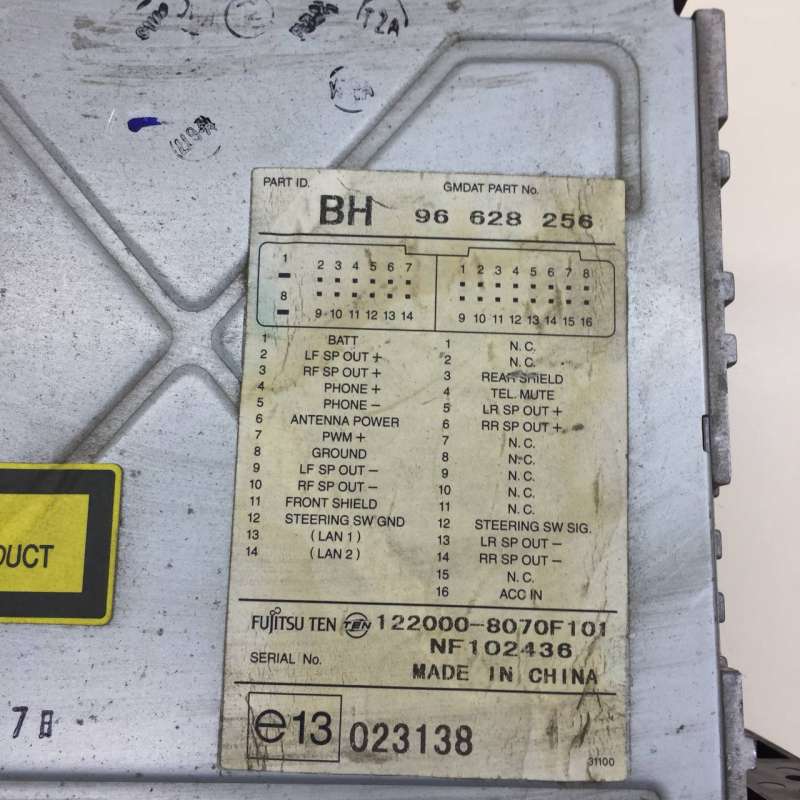 T2A
PART ID.
GMDAT PART No.
BH 96 628 256
1 2 3 4 5 6 7
8 9 10 11 12 13 14
1 2 3 4 5 6 7 8
9 10 11 12 13 14 15 16
1 BATT
2 LF SP OUT +
3 RF SP OUT +
4 PHONE +
5 PHONE −
6 ANTENNA POWER
7 PWM +
8 GROUND
9 LF SP OUT −
10 RF SP OUT −
11 FRONT SHIELD
12 STEERING SW GND
13 ( LAN 1 )
14 ( LAN 2 )
1 N. C.
2 N. C.
3 REAR SHIELD
4 TEL. MUTE
5 LR SP OUT +
6 RR SP OUT +
7 N. C.
8 N. C.
9 N. C.
10 N. C.
11 N. C.
12 STEERING SW SIG.
13 LR SP OUT −
14 RR SP OUT −
15 N. C.
16 ACC IN
DUCT
FUJITSU TEN TEN 122000-8070F101
NF102436
SERIAL No.
MADE IN CHINA
e13 023138
31100
7日